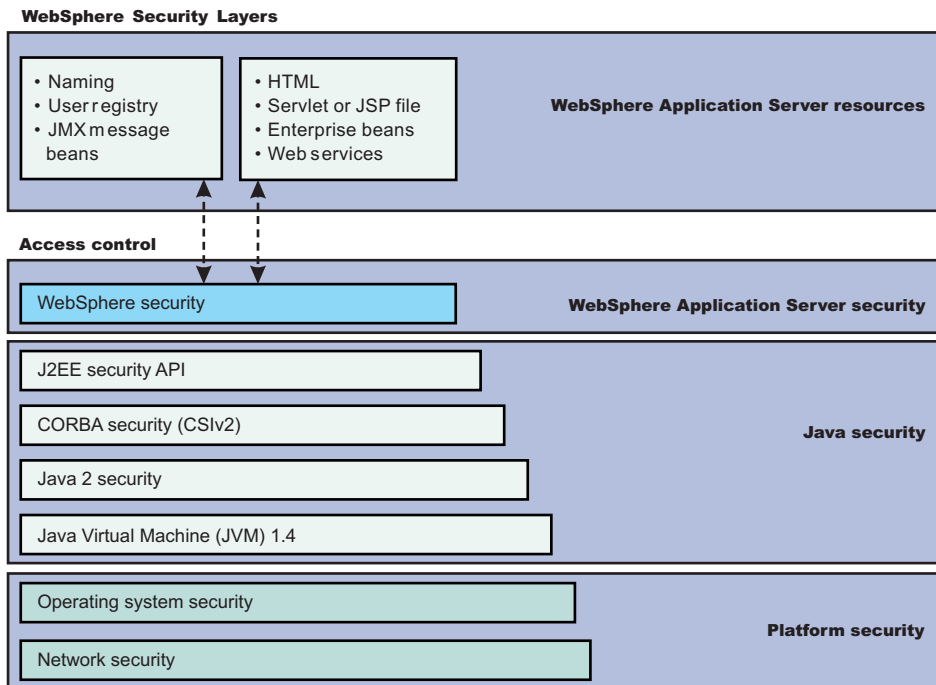 WebSphere Security Layers
• Naming
• User registry
• JMX message
beans
• HTML
• Servlet or JSP file
• Enterprise beans
• Web services
WebSphere Application Server resources
Access control
WebSphere security
WebSphere Application Server security
J2EE security API
CORBA security (CSIv2)
Java 2 security
Java Virtual Machine (JVM) 1.4
Java security
Operating system security
Network security
Platform security